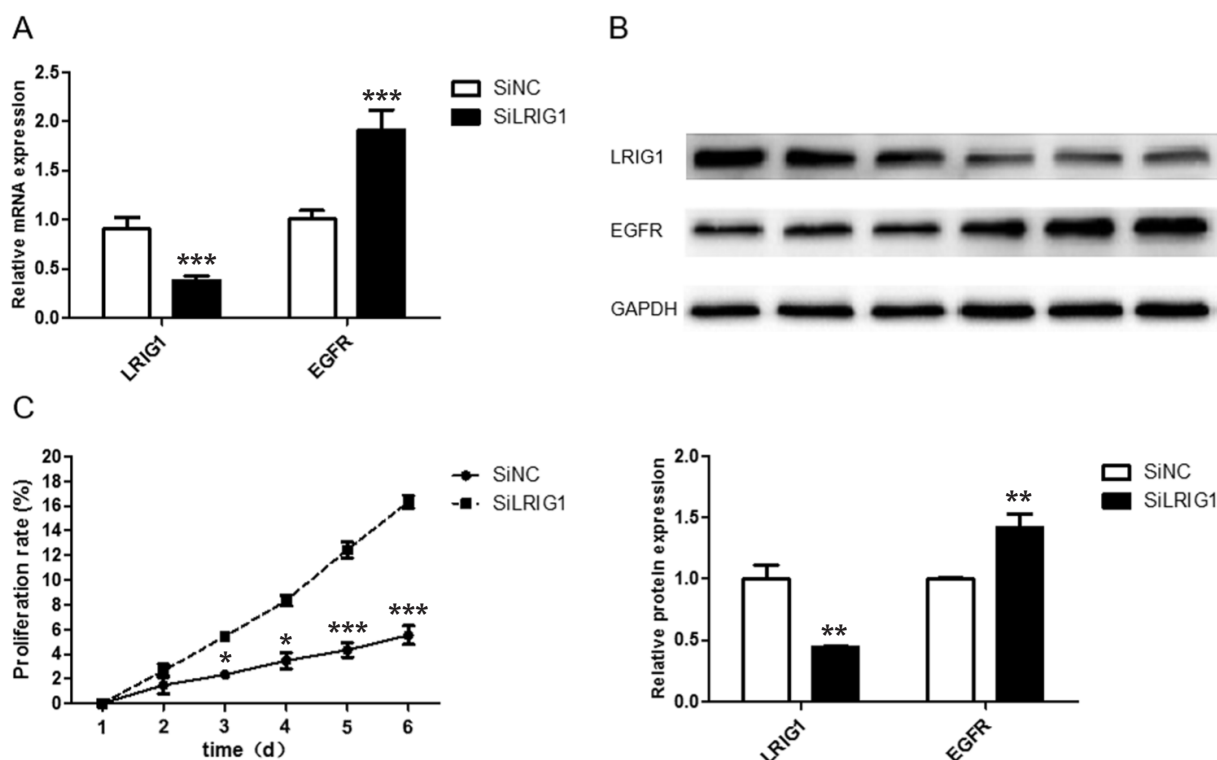 A
Relative mRNA expression
2.5
2.0
1.5
1.0
0.5
0.0
***
***
LRIG1
EGFR
SiNC
SiLRIG1
B
LRIG1
EGFR
GAPDH
C
Proliferation rate (%)
20
18
16
14
12
10
8
6
4
2
0
*
*
***
***
1 2 3 4 5 6
time (d)
SiNC
SiLRIG1
Relative protein expression
2.0
1.5
1.0
0.5
0.0
**
**
LRIG1
EGFR
SiNC
SiLRIG1